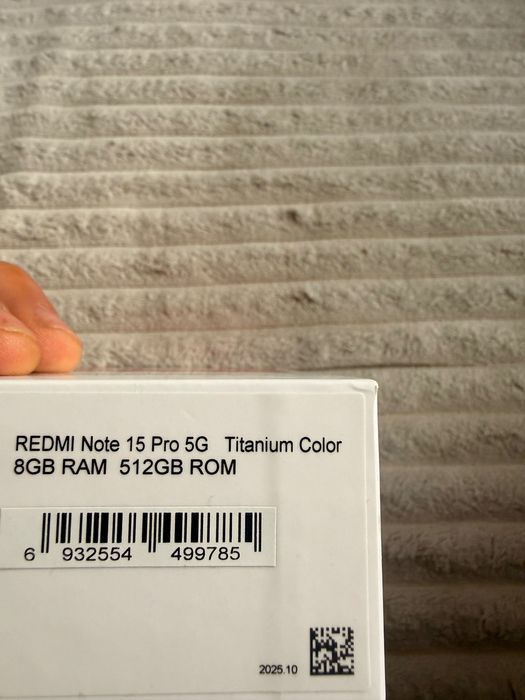 REDMI Note 15 Pro 5G Titanium Color
8GB RAM 512GB ROM
6 932554 499785
2025.10